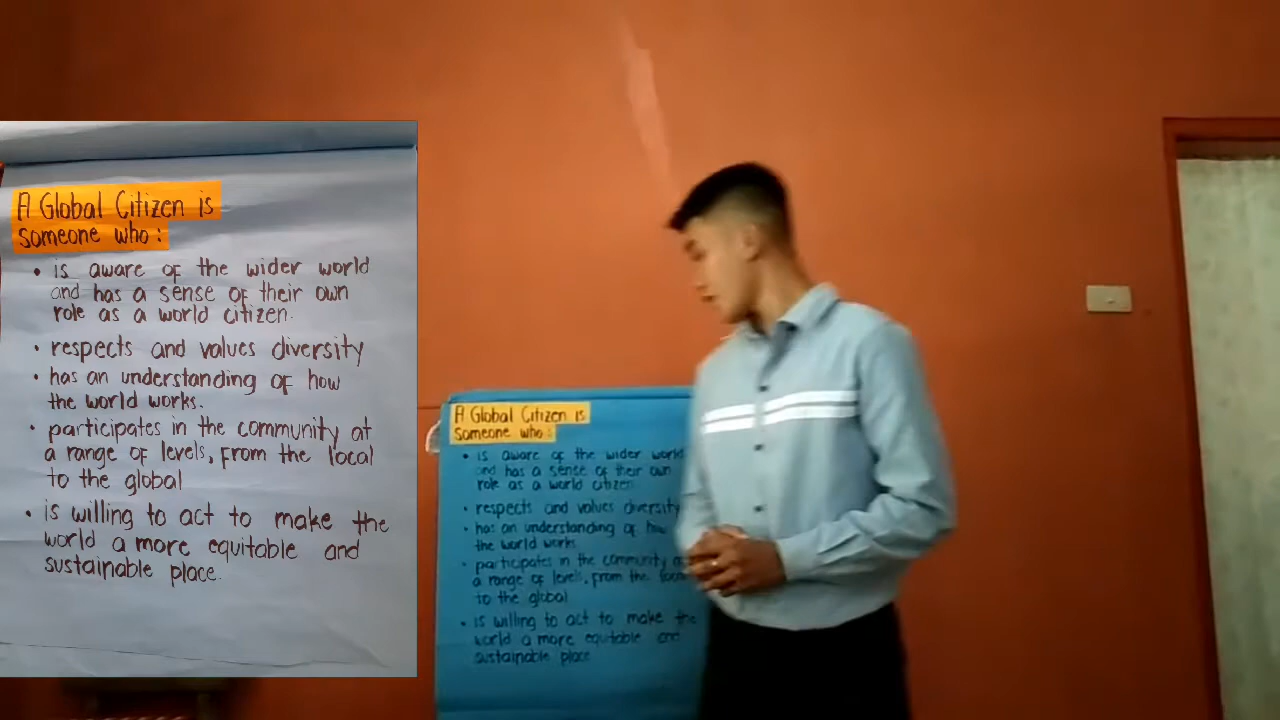 A Global Citizen is
someone who:
• is aware of the wider world
and has a sense of their own
role as a world citizen.
• respects and values diversity
• has an understanding of how
the world works.
• participates in the community at
a range of levels, from the local
to the global
• is willing to act to make the
world a more equitable and
sustainable place.
A Global Citizen is
someone who:
• is aware of the wider world
and has a sense of their own
role as a world citizen
• respects and values diversity
• has an understanding of how
the world works
• participates in the community
a range of levels, from the local
to the global
• is willing to act to make the
world a more equitable and
sustainable place